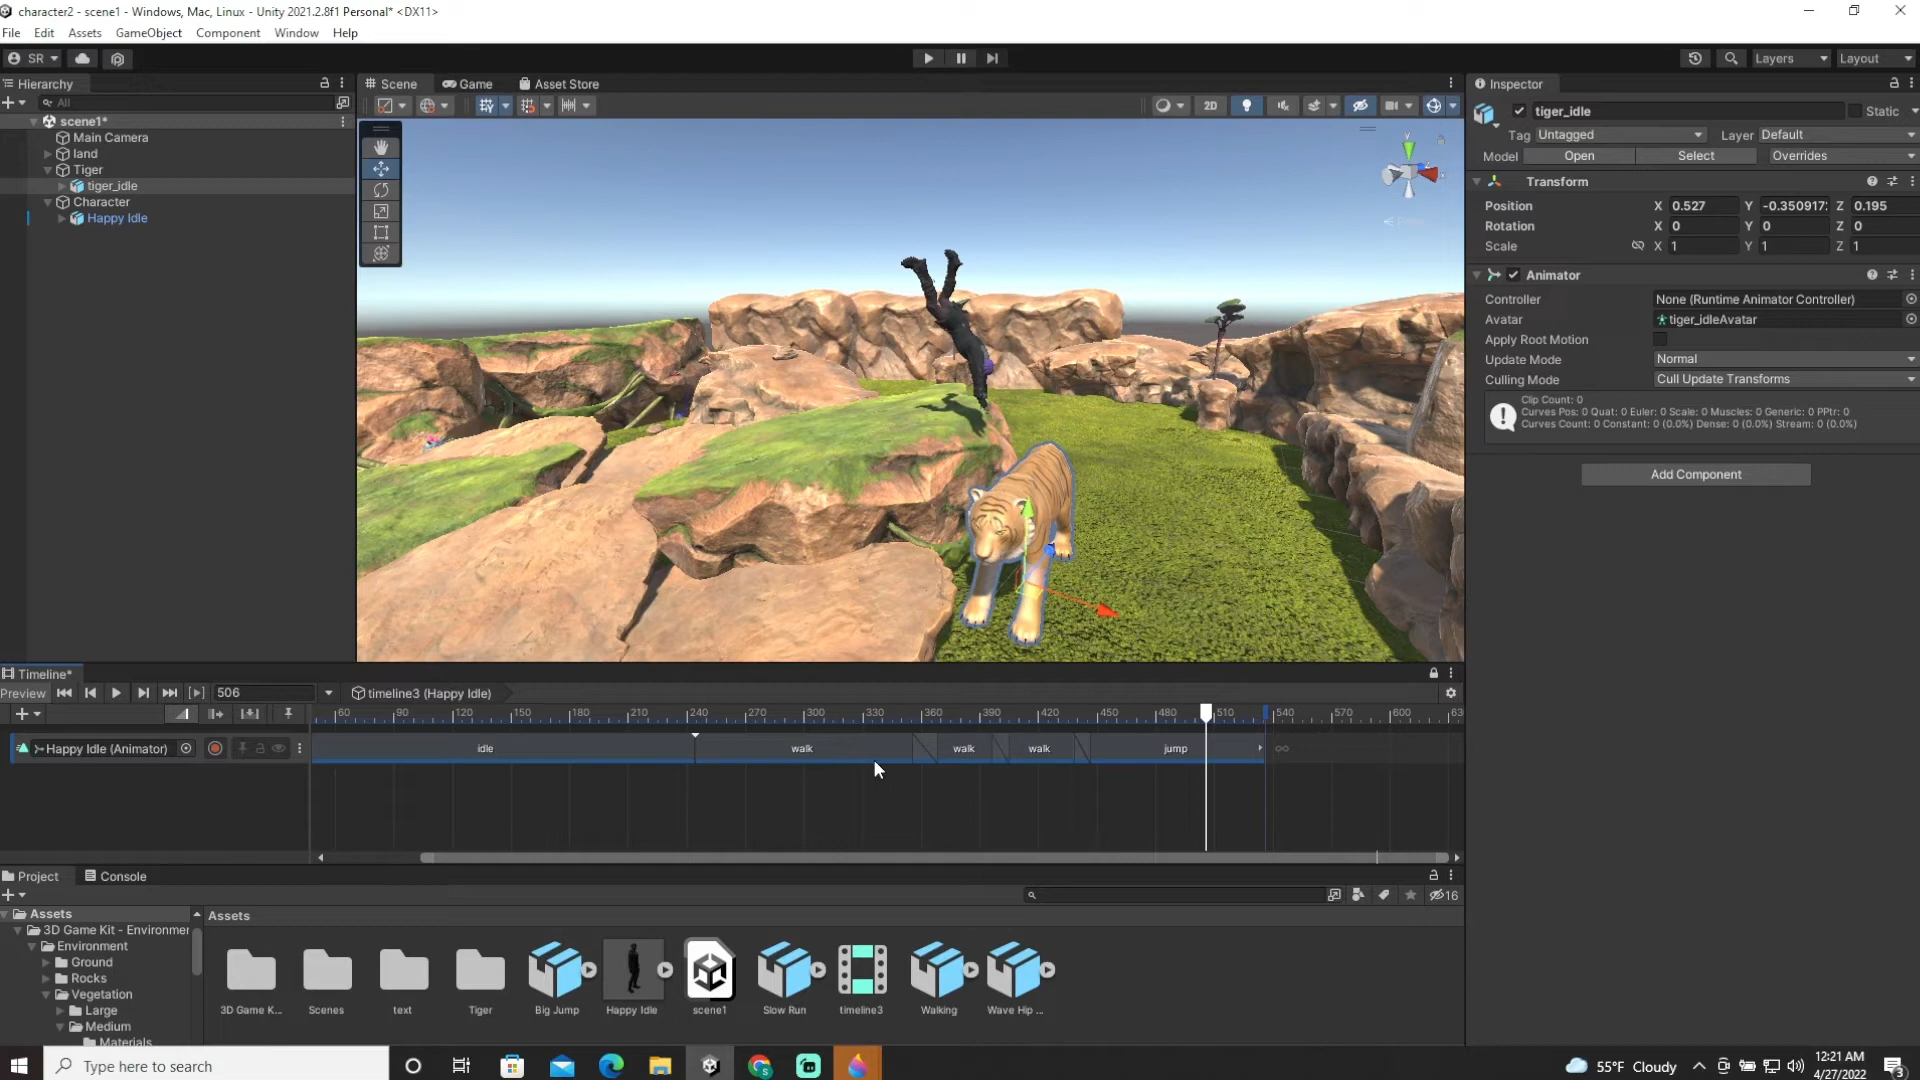 character2 - scene1 - Windows, Mac, Linux - Unity 2021.2.8f1 Personal* <DX11>
File Edit Assets GameObject Component Window Help
SR Layers Layout
Hierarchy
All
scene1*
Main Camera
land
Tiger
tiger_idle
Character
Happy Idle
Scene Game Asset Store
2D
Y
Inspector
tiger_idle Static
Tag Untagged Layer Default
Model Open Select Overrides
Transform
Position X 0.527 Y -0.350917: Z 0.195
Rotation X 0 Y 0 Z 0
Scale X 1 Y 1 Z 1
Animator
Controller None (Runtime Animator Controller)
Avatar tiger_idleAvatar
Apply Root Motion
Update Mode Normal
Culling Mode Cull Update Transforms
Clip Count: 0
Curves Pos: 0 Quat: 0 Euler: 0 Scale: 0 Muscles: 0 Generic: 0 PPtr: 0
Curves Count: 0 Constant: 0 (0.0%) Dense: 0 (0.0%) Stream: 0 (0.0%)
Add Component
Timeline*
Preview 506 timeline3 (Happy Idle)
60 90 120 150 180 210 240 270 300 330 360 390 420 450 480 510 540 570 600 630
Happy Idle (Animator) idle walk walk walk jump
Project Console
16
Assets
3D Game Kit - Environmer
Environment
Ground
Rocks
Vegetation
Large
Medium
Materials
Assets
3D Game K... Scenes text Tiger Big Jump Happy Idle scene1 Slow Run timeline3 Walking Wave Hip ...
Type here to search
55°F Cloudy
12:21 AM
4/27/2022
3